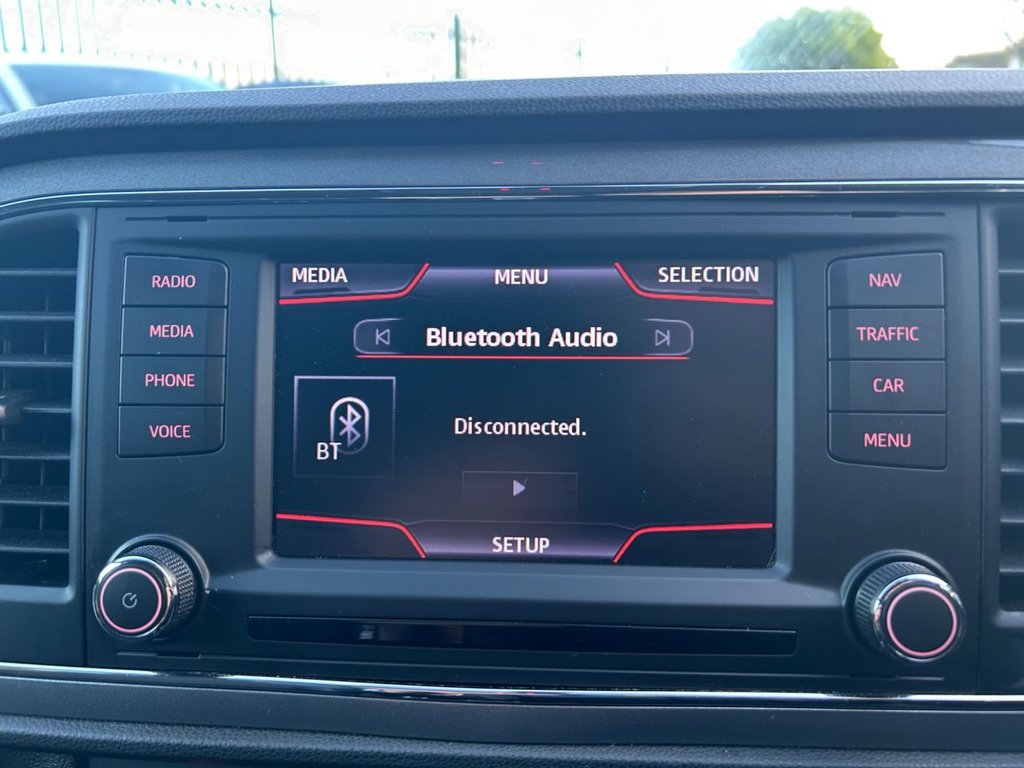 RADIO
MEDIA
PHONE
VOICE
MEDIA MENU SELECTION
Bluetooth Audio
BT
Disconnected.
SETUP
NAV
TRAFFIC
CAR
MENU